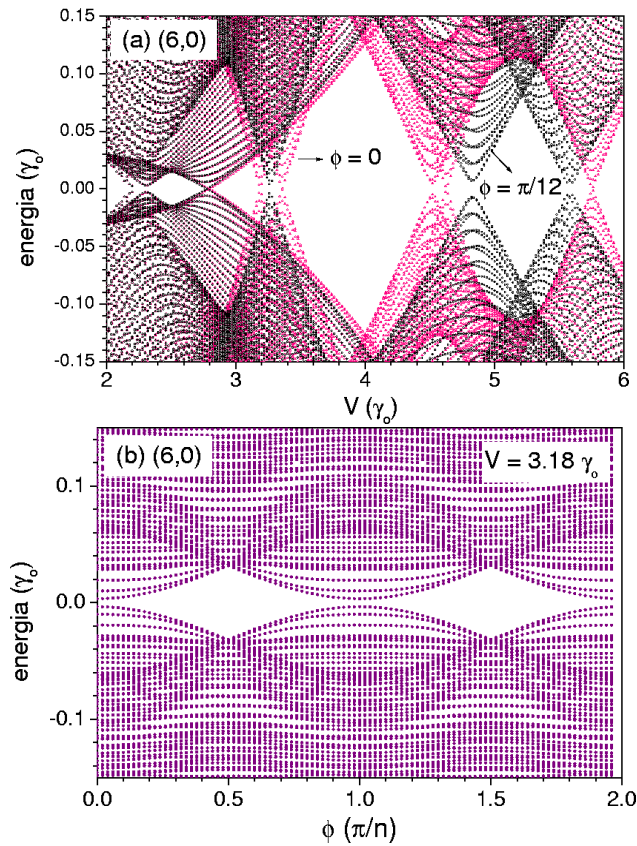 (a) (6,0)
0.15
0.10
0.05
0.00
-0.05
-0.10
-0.15
energia (γₒ)
ϕ = 0
ϕ = π/12
2 3 4 5 6
V (γₒ)
(b) (6,0)
V = 3.18 γₒ
0.1
0.0
-0.1
energia (γₒ)
0.0 0.5 1.0 1.5 2.0
ϕ (π/n)